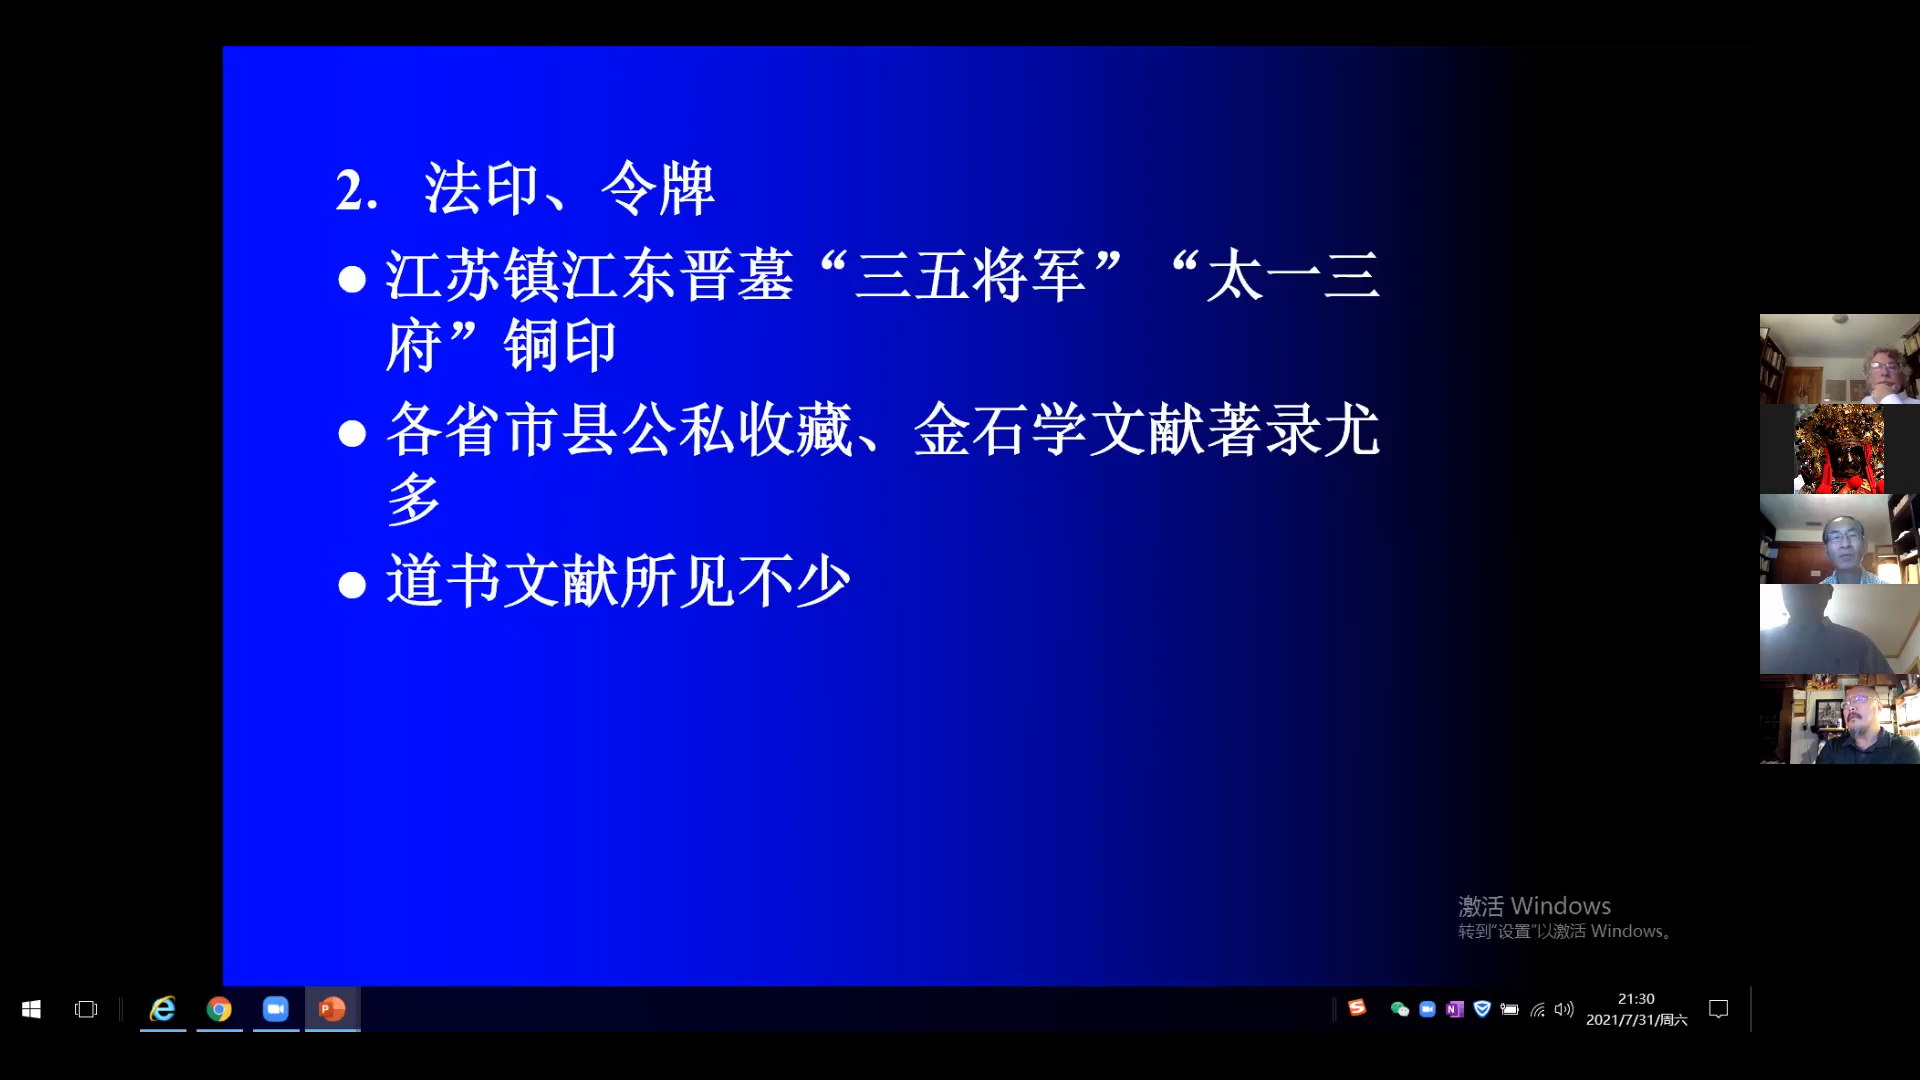 2. 法印、令牌
● 江苏镇江东晋墓“三五将军”“太一三
府”铜印
● 各省市县公私收藏、金石学文献著录尤
多
● 道书文献所见不少
激活 Windows
转到“设置”以激活 Windows。
21:30
2021/7/31/周六